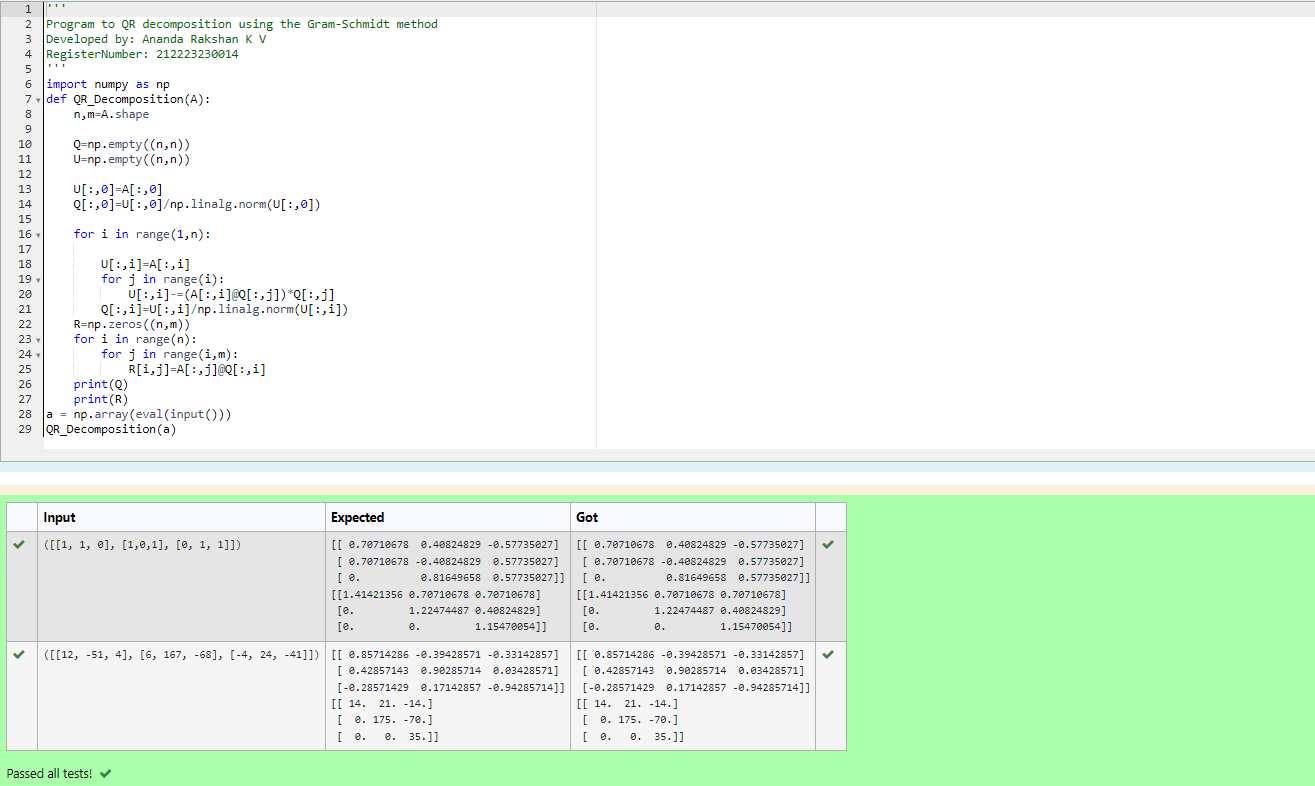 1 '''
2 Program to QR decomposition using the Gram-Schmidt method
3 Developed by: Ananda Rakshan K V
4 RegisterNumber: 212223230014
5 '''
6 import numpy as np
7 def QR_Decomposition(A):
8     n,m=A.shape
9
10     Q=np.empty((n,n))
11     U=np.empty((n,n))
12
13     U[:,0]=A[:,0]
14     Q[:,0]=U[:,0]/np.linalg.norm(U[:,0])
15
16     for i in range(1,n):
17
18         U[:,i]=A[:,i]
19         for j in range(i):
20             U[:,i]-=(A[:,i]@Q[:,j])*Q[:,j]
21         Q[:,i]=U[:,i]/np.linalg.norm(U[:,i])
22     R=np.zeros((n,m))
23     for i in range(n):
24         for j in range(i,m):
25             R[i,j]=A[:,j]@Q[:,i]
26     print(Q)
27     print(R)
28 a = np.array(eval(input()))
29 QR_Decomposition(a)
Input Expected Got
([[1, 1, 0], [1,0,1], [0, 1, 1]]) [[ 0.70710678  0.40824829 -0.57735027] [[ 0.70710678  0.40824829 -0.57735027]
[ 0.70710678 -0.40824829  0.57735027] [ 0.70710678 -0.40824829  0.57735027]
[ 0.          0.81649658  0.57735027]] [ 0.          0.81649658  0.57735027]]
[[1.41421356 0.70710678 0.70710678] [[1.41421356 0.70710678 0.70710678]
[0.         1.22474487 0.40824829] [0.         1.22474487 0.40824829]
[0.         0.         1.15470054]] [0.         0.         1.15470054]]
([[12, -51, 4], [6, 167, -68], [-4, 24, -41]]) [[ 0.85714286 -0.39428571 -0.33142857] [[ 0.85714286 -0.39428571 -0.33142857]
[ 0.42857143  0.90285714  0.03428571] [ 0.42857143  0.90285714  0.03428571]
[-0.28571429  0.17142857 -0.94285714]] [-0.28571429  0.17142857 -0.94285714]]
[[ 14.  21. -14.] [[ 14.  21. -14.]
[  0. 175. -70.] [  0. 175. -70.]
[  0.   0.  35.]] [  0.   0.  35.]]
Passed all tests!